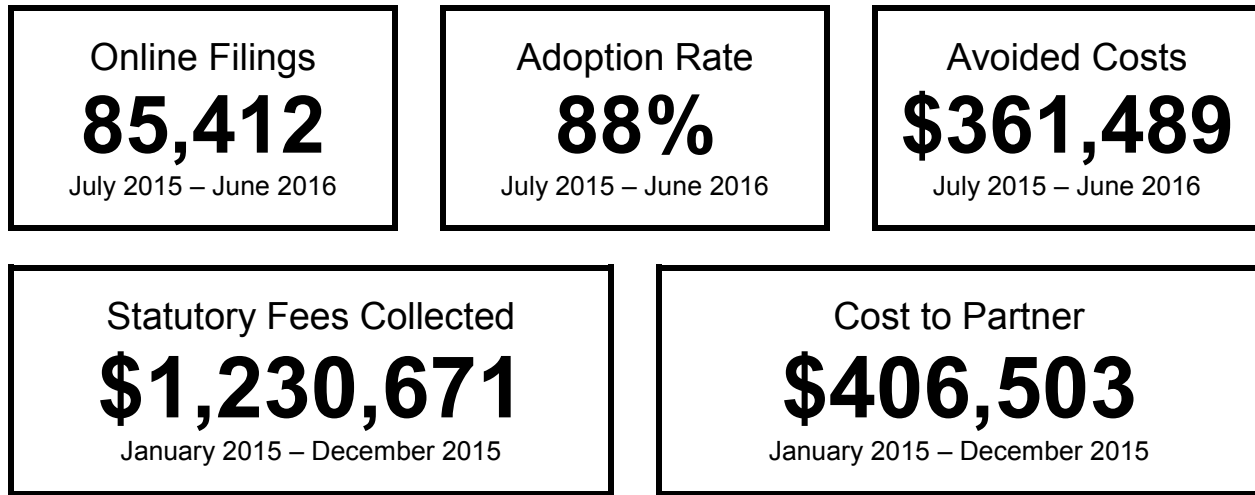 Online Filings
85,412
July 2015 – June 2016
Adoption Rate
88%
July 2015 – June 2016
Avoided Costs
$361,489
July 2015 – June 2016
Statutory Fees Collected
$1,230,671
January 2015 – December 2015
Cost to Partner
$406,503
January 2015 – December 2015